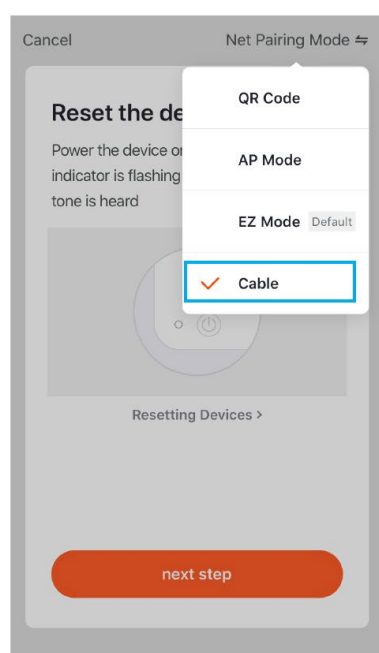 Cancel
Net Pairing Mode ⇋
QR Code
AP Mode
EZ Mode Default
Cable
Reset the de
Power the device or
indicator is flashing
tone is heard
Resetting Devices >
next step